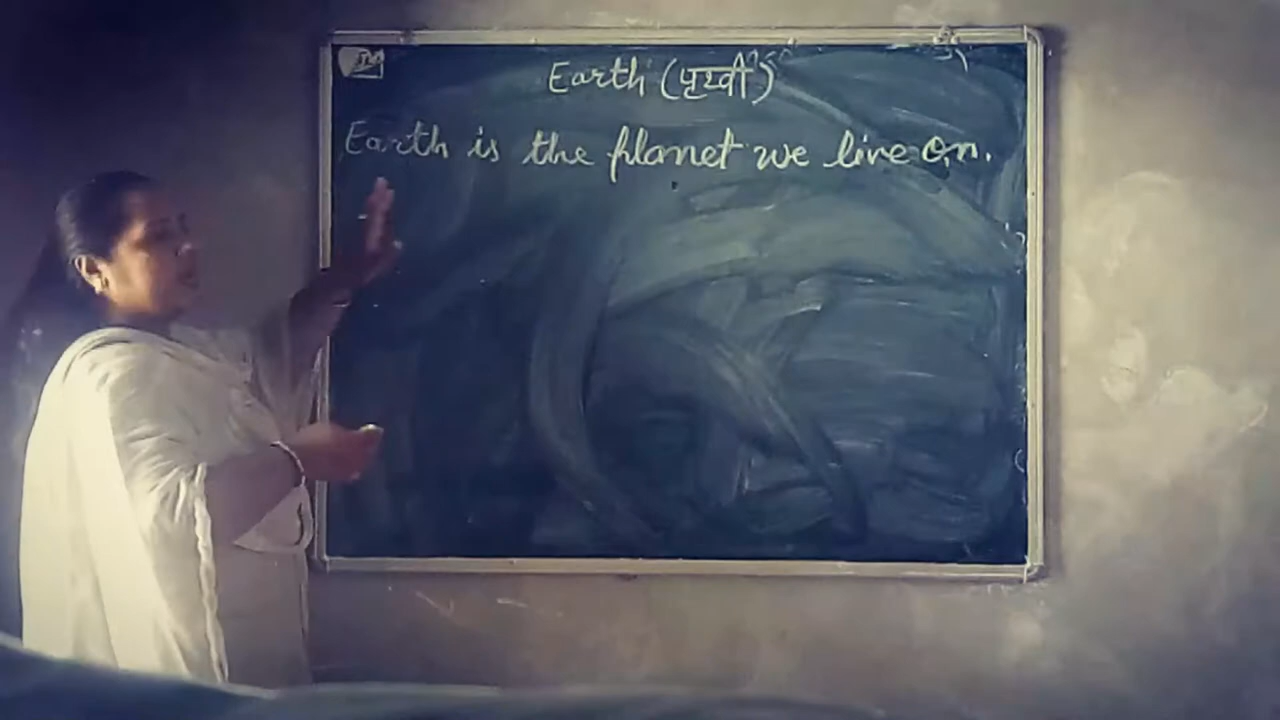 Earth (पृथ्वी)
Earth is the planet we live on.